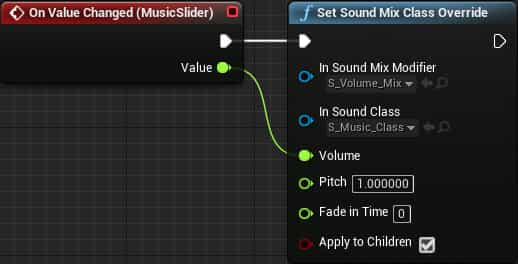 On Value Changed (MusicSlider)
Value
Set Sound Mix Class Override
In Sound Mix Modifier
S_Volume_Mix
In Sound Class
S_Music_Class
Volume
Pitch 1.000000
Fade in Time 0
Apply to Children